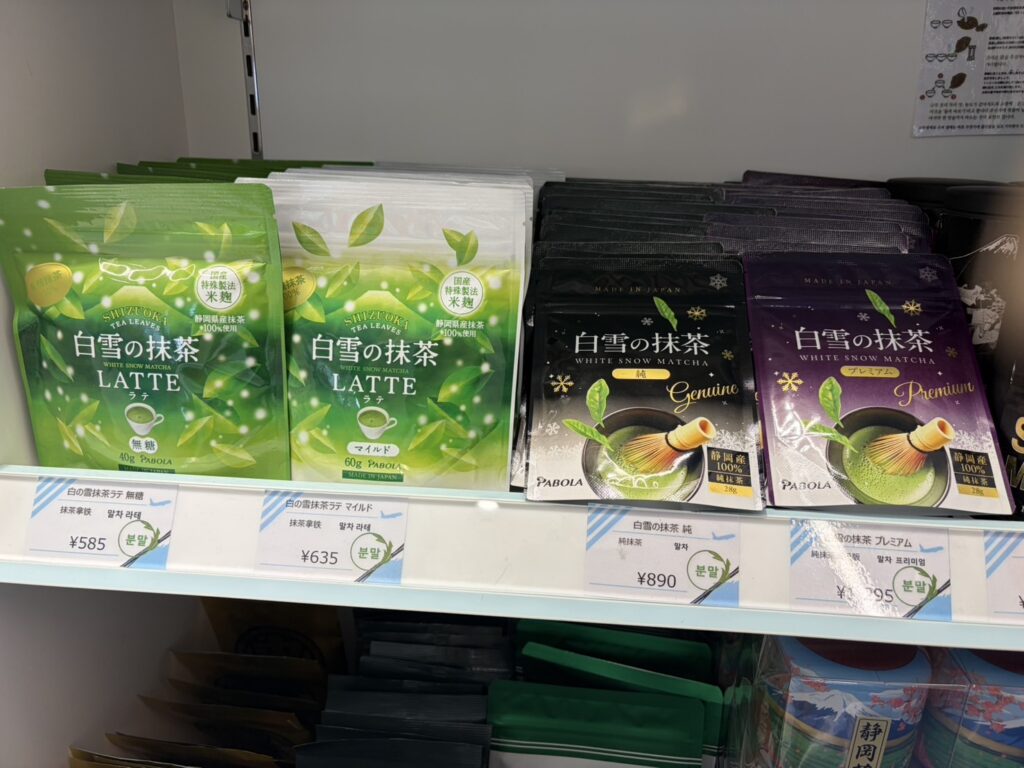 SHIZUOKA
TEA LEAVES
国産
特殊製法
米麹
静岡県産抹茶
100%使用
白雪の抹茶
WHITE SNOW MATCHA
LATTE
ラテ
無糖
40g PABOLA
SHIZUOKA
TEA LEAVES
国産
特殊製法
米麹
静岡県産抹茶
100%使用
白雪の抹茶
WHITE SNOW MATCHA
LATTE
ラテ
マイルド
60g PABOLA
MADE IN JAPAN
MADE IN JAPAN
白雪の抹茶
WHITE SNOW MATCHA
純
Genuine
静岡産
100%
純抹茶
28g
PABOLA
MADE IN JAPAN
白雪の抹茶
WHITE SNOW MATCHA
プレミアム
Premium
静岡産
100%
純抹茶
28g
PABOLA
白の雪抹茶ラテ 無糖
抹茶拿鉄 말차 라테
¥585
분말
白の雪抹茶ラテ マイルド
抹茶拿鉄 말차 라테
¥635
분말
白雪の抹茶 純
純抹茶 말차
¥890
분말
雪の抹茶 プレミアム
말차 프리미엄
295
분말
静岡